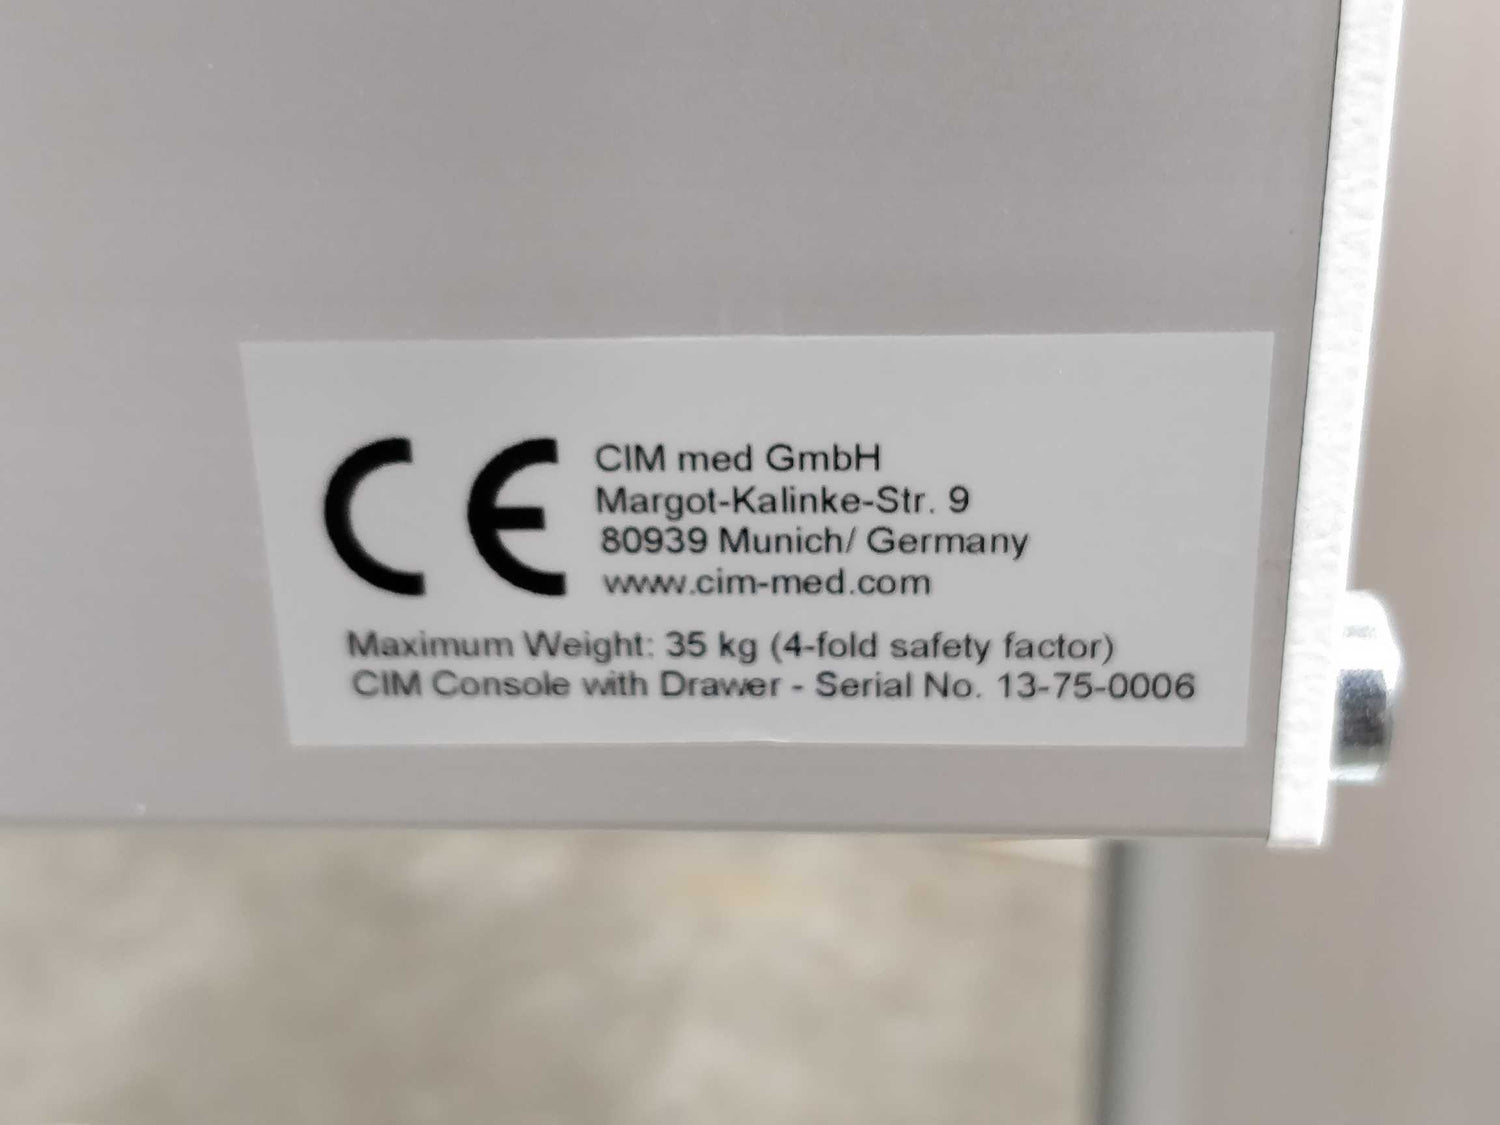 CE
CIM med GmbH
Margot-Kalinke-Str. 9
80939 Munich/ Germany
www.cim-med.com
Maximum Weight: 35 kg (4-fold safety factor)
CIM Console with Drawer - Serial No. 13-75-0006